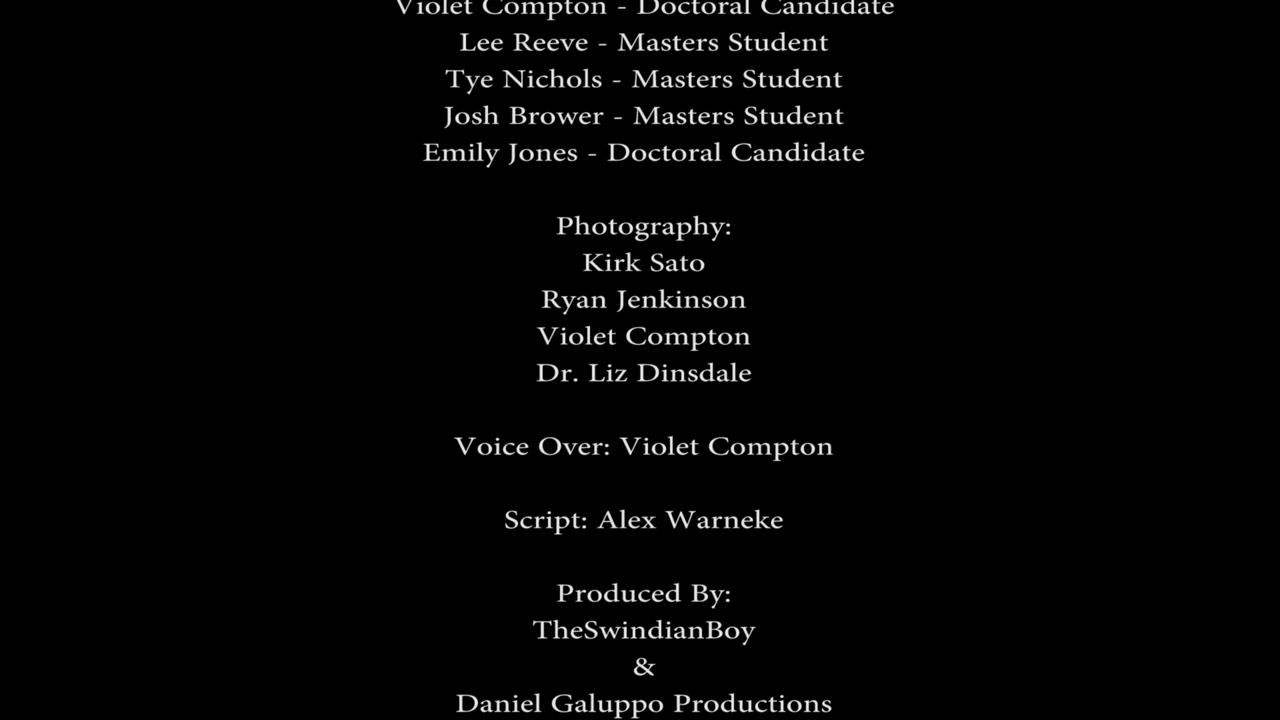 Violet Compton - Doctoral Candidate
Lee Reeve - Masters Student
Tye Nichols - Masters Student
Josh Brower - Masters Student
Emily Jones - Doctoral Candidate
Photography:
Kirk Sato
Ryan Jenkinson
Violet Compton
Dr. Liz Dinsdale
Voice Over: Violet Compton
Script: Alex Warneke
Produced By:
TheSwindianBoy
&
Daniel Galuppo Productions